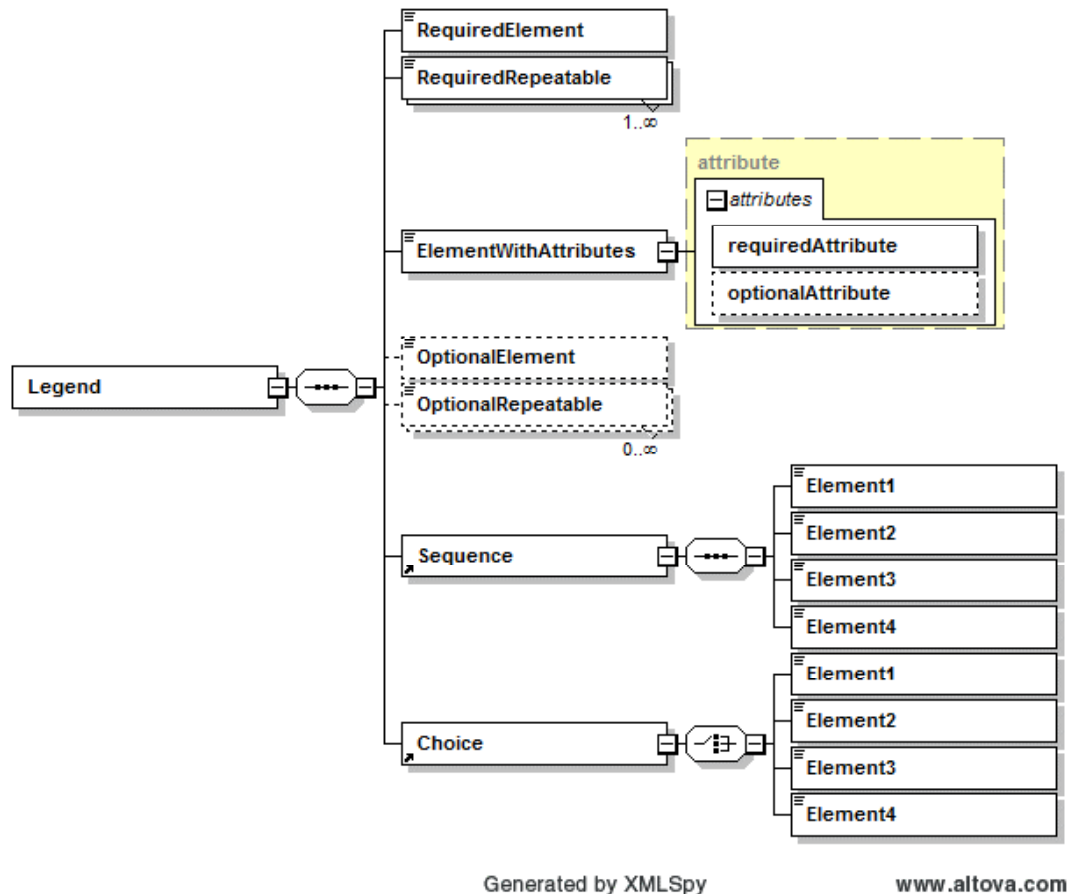 RequiredElement
RequiredRepeatable
1..∞
attribute
attributes
requiredAttribute
ElementWithAttributes
optionalAttribute
OptionalElement
Legend
OptionalRepeatable
0..∞
Element1
Element2
Sequence
Element3
Element4
Element1
Element2
Choice
Element3
Element4
Generated by XMLSpy
www.altova.com